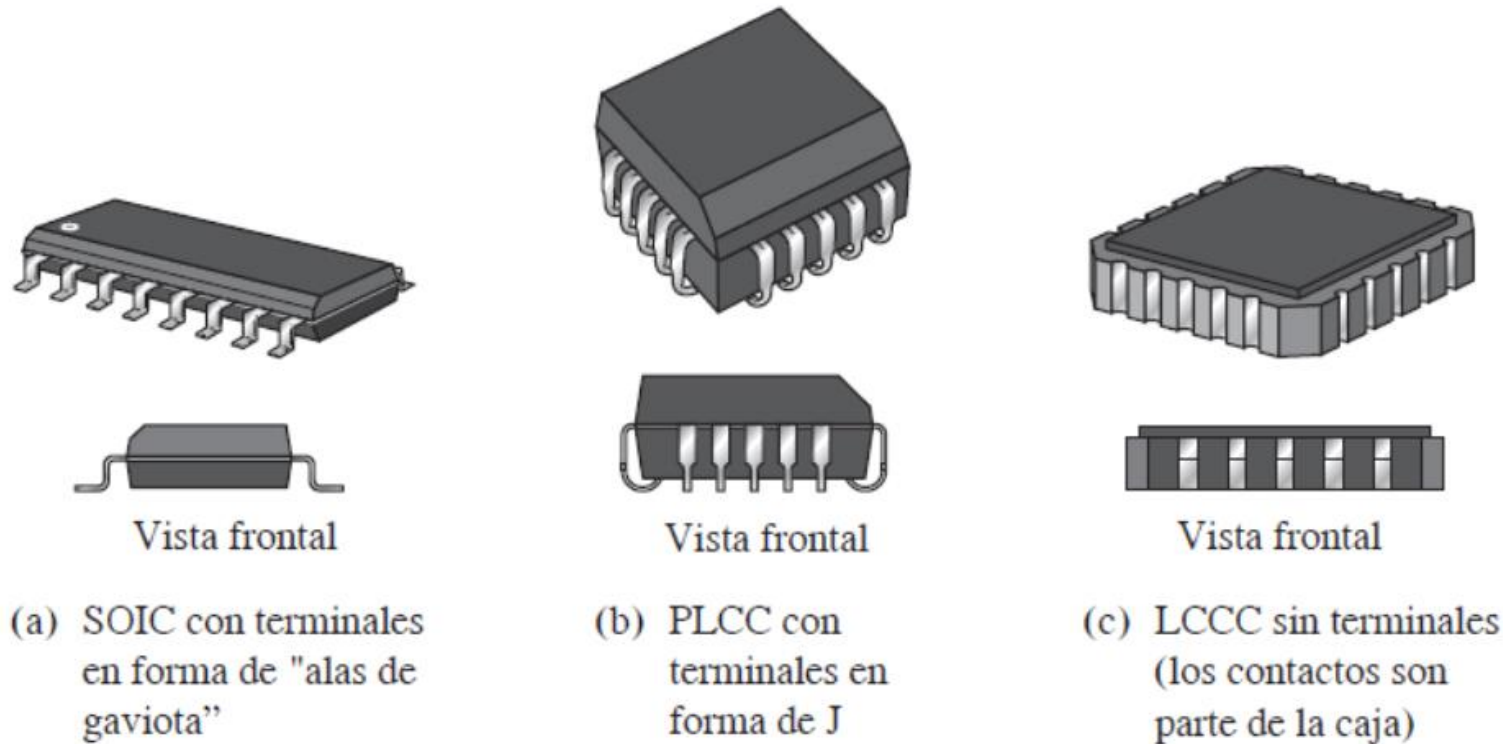 Vista frontal
Vista frontal
Vista frontal
(a) SOIC con terminales
en forma de "alas de
gaviota”
(b) PLCC con
terminales en
forma de J
(c) LCCC sin terminales
(los contactos son
parte de la caja)